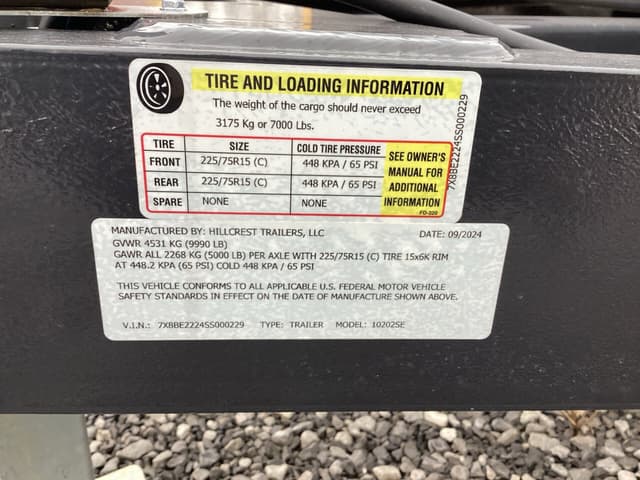 TIRE AND LOADING INFORMATION
The weight of the cargo should never exceed
3175 Kg or 7000 Lbs.
TIRE SIZE COLD TIRE PRESSURE
FRONT 225/75R15 (C) 448 KPA / 65 PSI
REAR 225/75R15 (C) 448 KPA / 65 PSI
SPARE NONE NONE
SEE OWNER'S
MANUAL FOR
ADDITIONAL
INFORMATION
FD-020
7X8BE2224SS000229
MANUFACTURED BY: HILLCREST TRAILERS, LLC DATE: 09/2024
GVWR 4531 KG (9990 LB)
GAWR ALL 2268 KG (5000 LB) PER AXLE WITH 225/75R15 (C) TIRE 15x6K RIM
AT 448.2 KPA (65 PSI) COLD 448 KPA / 65 PSI
THIS VEHICLE CONFORMS TO ALL APPLICABLE U.S. FEDERAL MOTOR VEHICLE
SAFETY STANDARDS IN EFFECT ON THE DATE OF MANUFACTURE SHOWN ABOVE.
V.I.N.: 7X8BE2224SS000229 TYPE: TRAILER MODEL: 10202SE